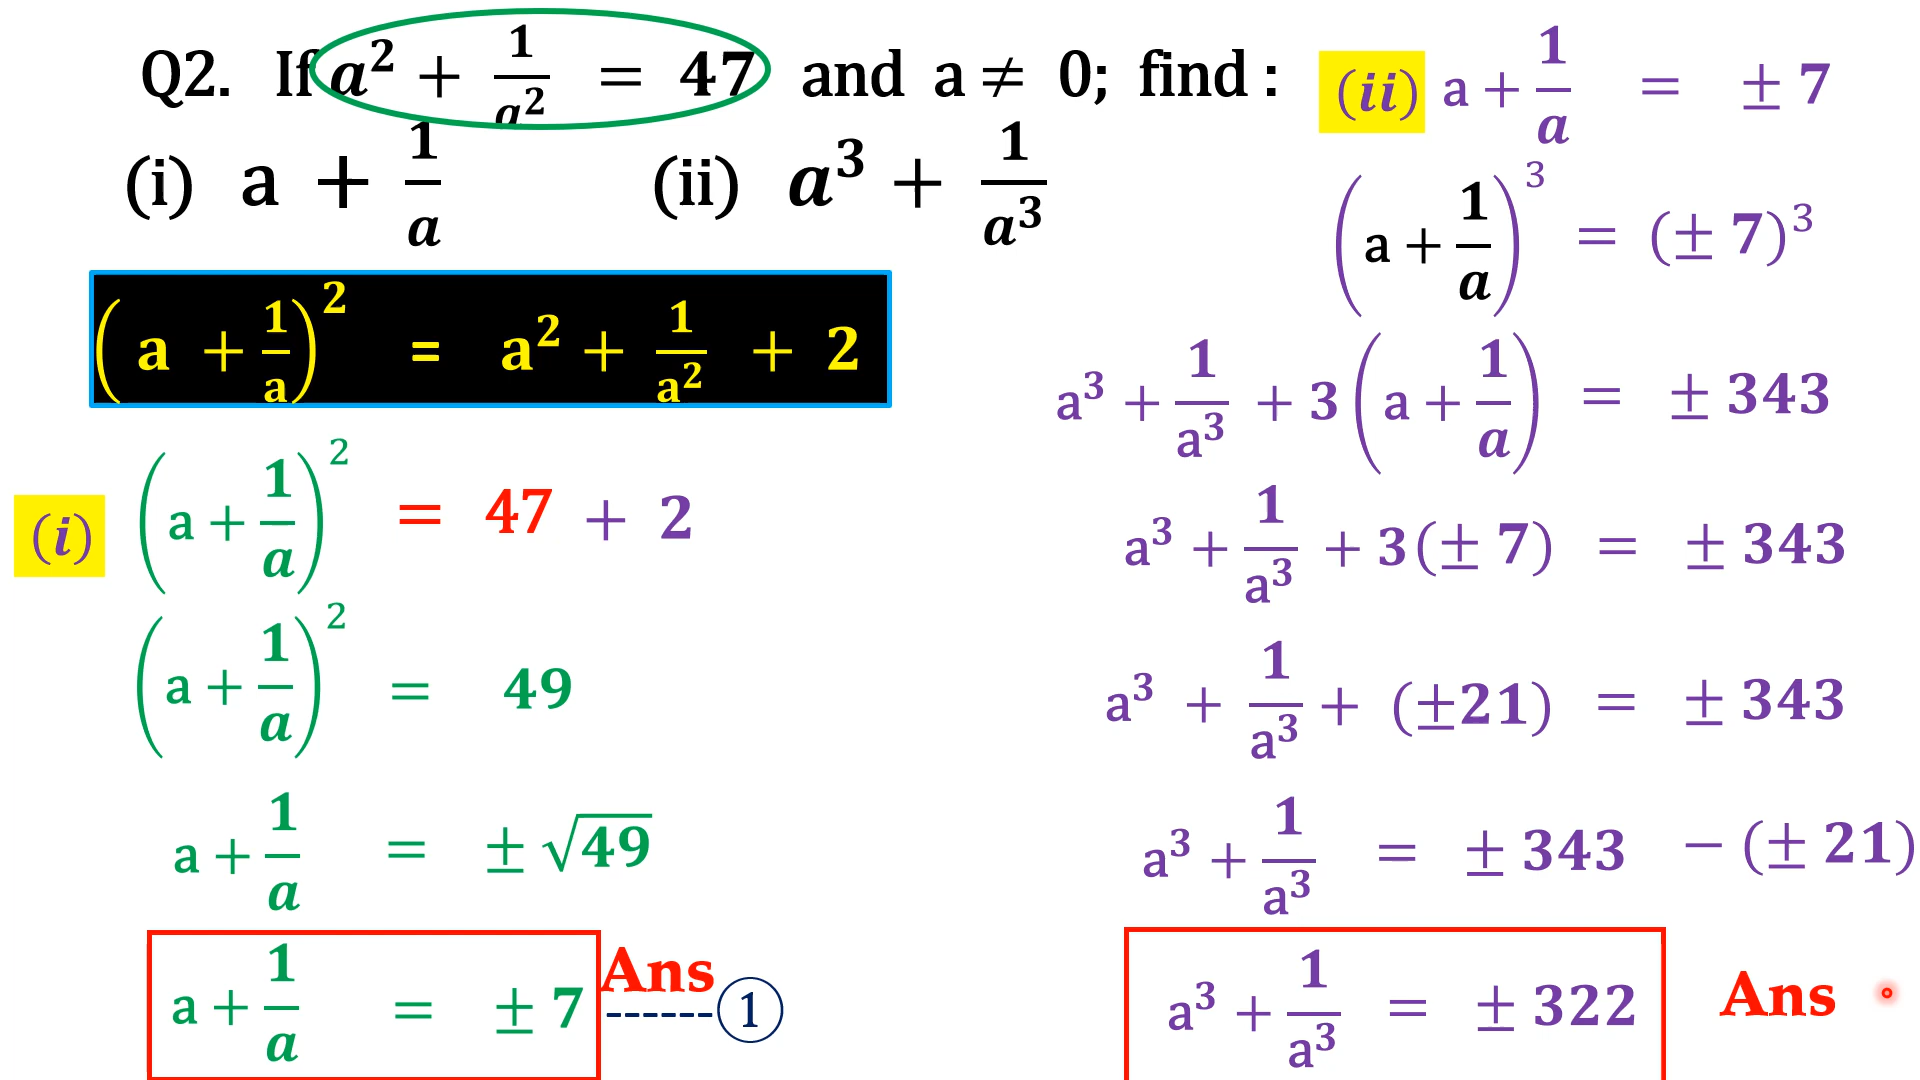 Q2. If a² + 1/a² = 47 and a ≠ 0; find :
(i) a + 1/a (ii) a³ + 1/a³
(a + 1/a)² = a² + 1/a² + 2
(i) (a + 1/a)² = 47 + 2
(a + 1/a)² = 49
a + 1/a = ± √49
a + 1/a = ± 7 Ans ------①
(ii) a + 1/a = ± 7
(a + 1/a)³ = (± 7)³
a³ + 1/a³ + 3(a + 1/a) = ± 343
a³ + 1/a³ + 3(± 7) = ± 343
a³ + 1/a³ + (±21) = ± 343
a³ + 1/a³ = ± 343 − (± 21)
a³ + 1/a³ = ± 322 Ans